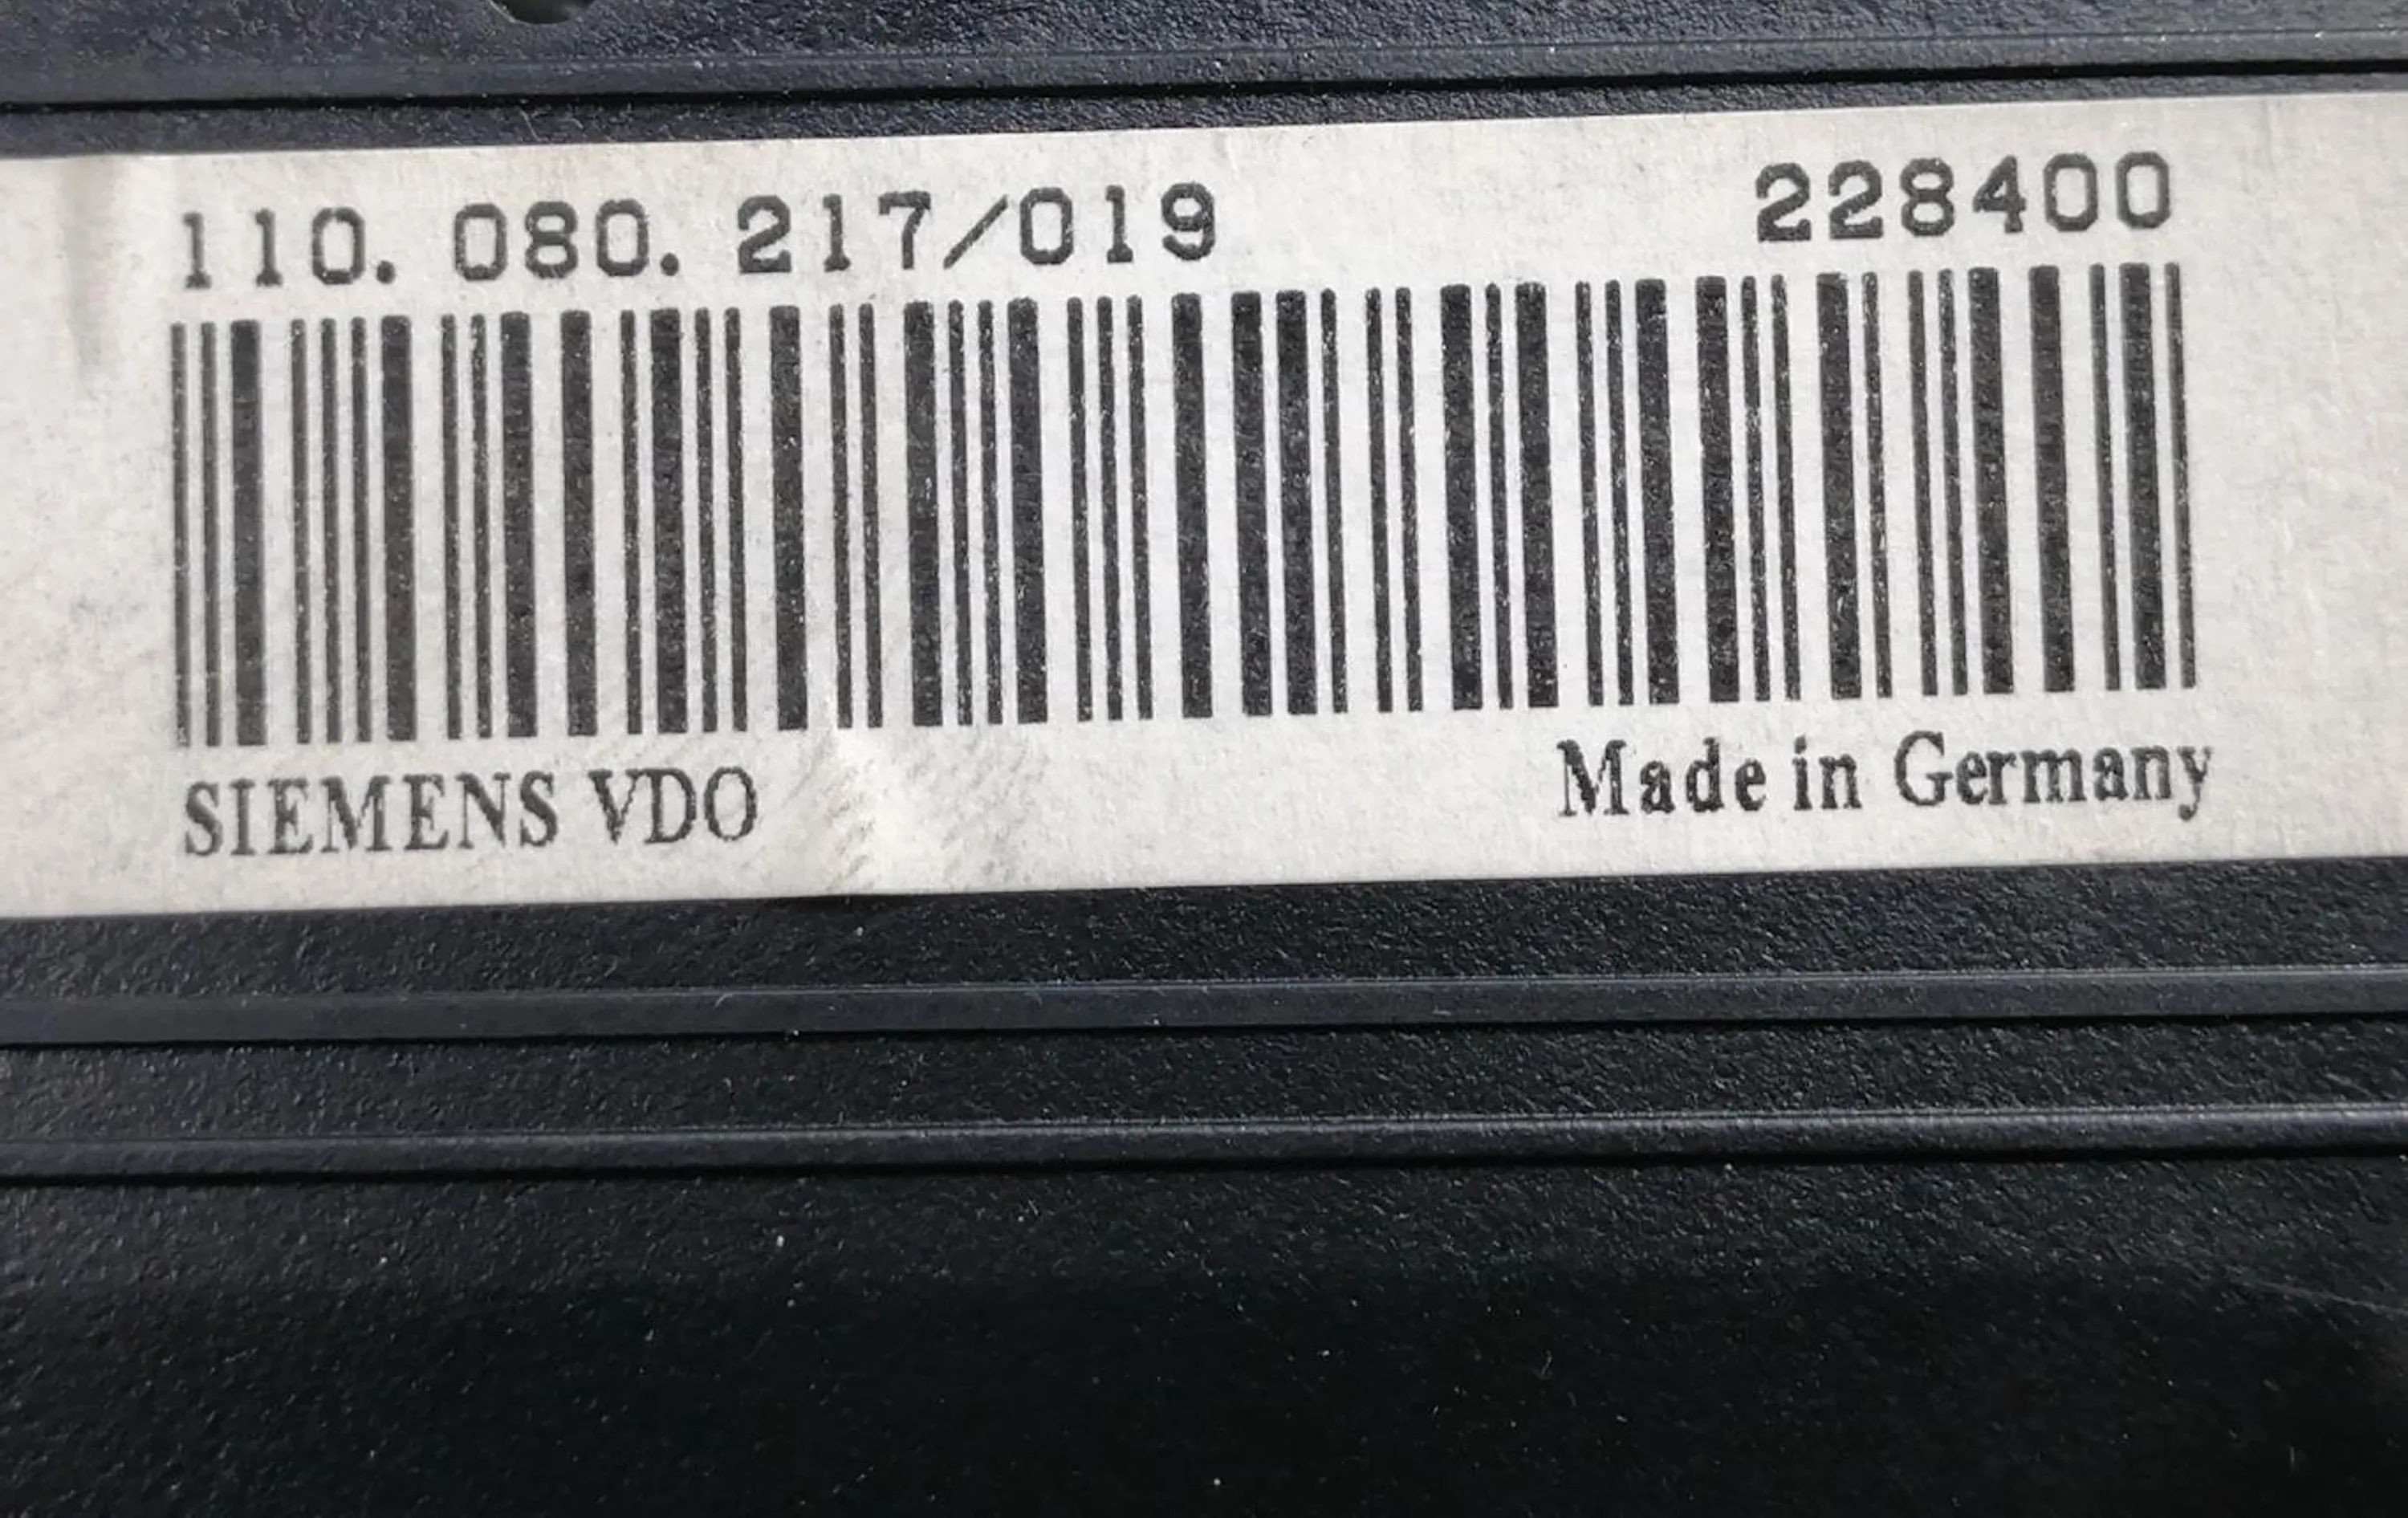 110.080.217/019 228400
SIEMENS VDO Made in Germany